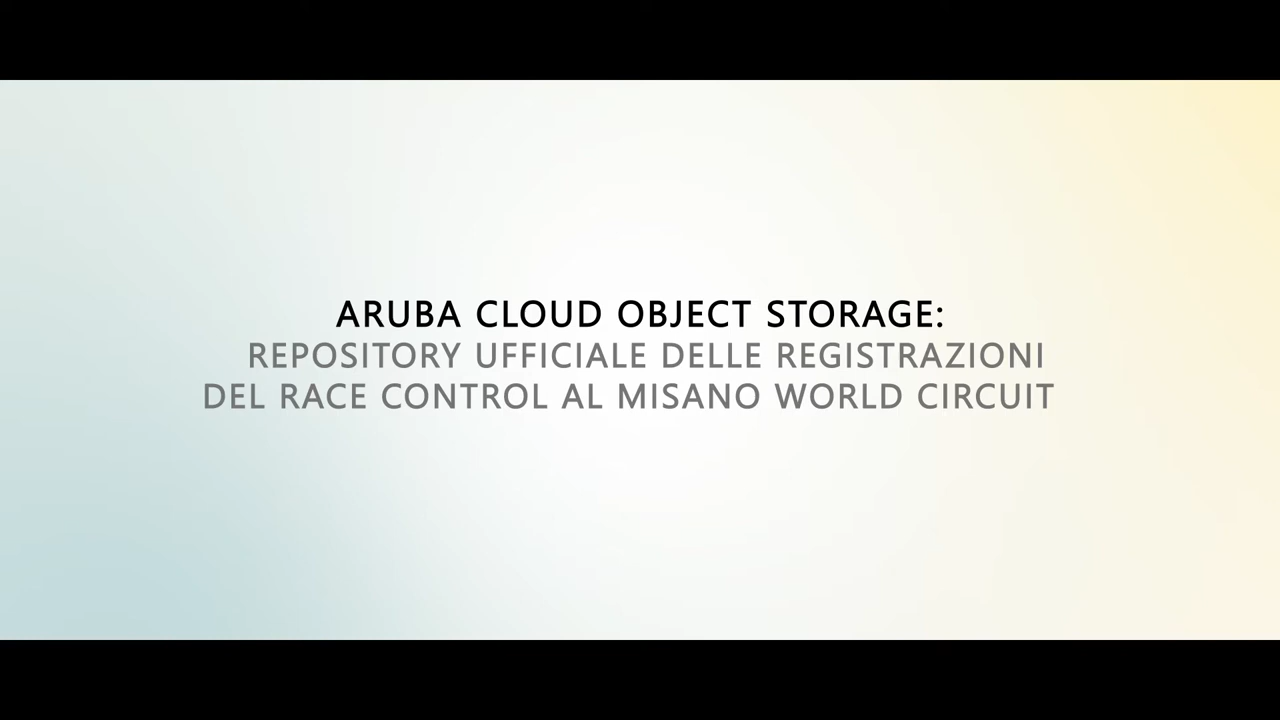 ARUBA CLOUD OBJECT STORAGE:
REPOSITORY UFFICIALE DELLE REGISTRAZIONI
DEL RACE CONTROL AL MISANO WORLD CIRCUIT